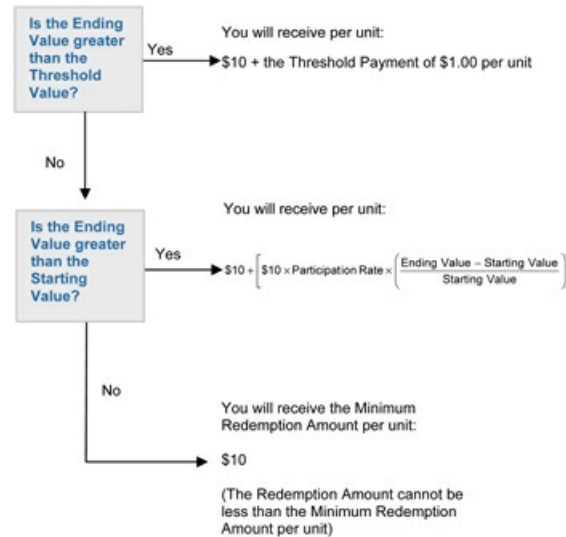 Is the Ending
Value greater
than the
Threshold
Value?
Yes
You will receive per unit:
$10 + the Threshold Payment of $1.00 per unit
No
Is the Ending
Value greater
than the
Starting
Value?
Yes
You will receive per unit:
$10 + [$10 × Participation Rate × (Ending Value – Starting Value / Starting Value)
No
You will receive the Minimum
Redemption Amount per unit:
$10
(The Redemption Amount cannot be
less than the Minimum Redemption
Amount per unit)